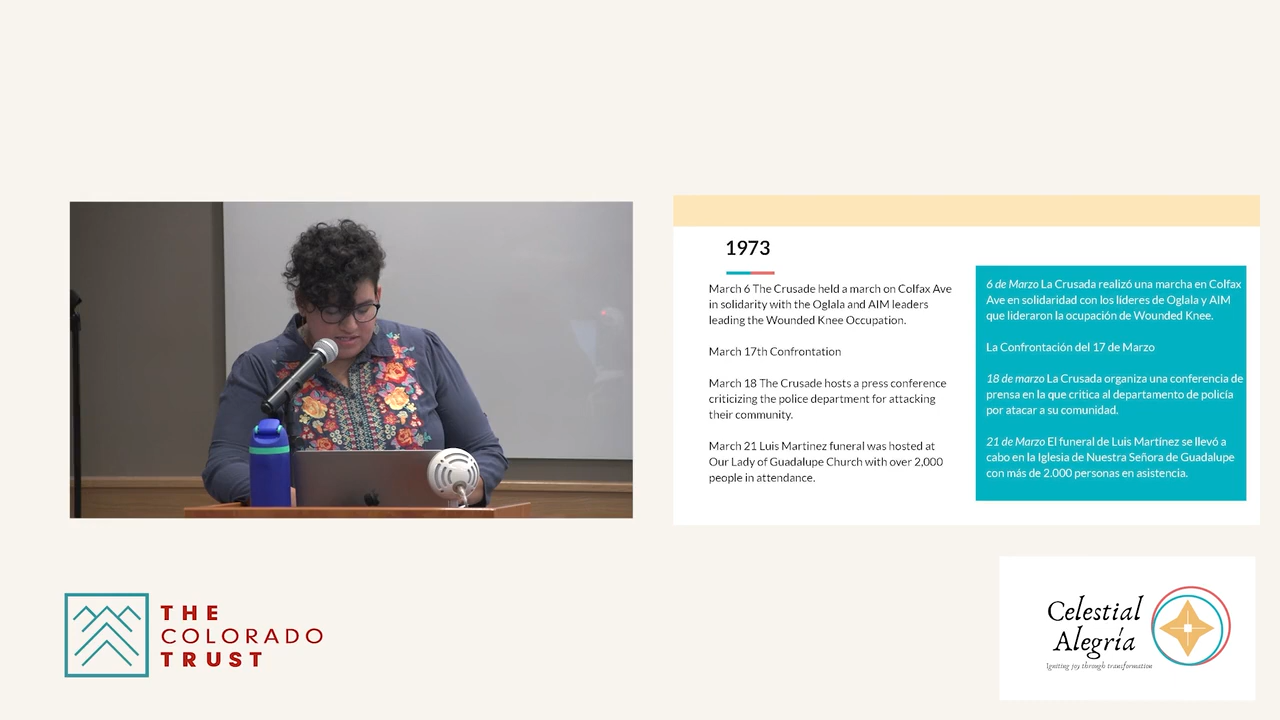 1973
March 6 The Crusade held a march on Colfax Ave
in solidarity with the Oglala and AIM leaders
leading the Wounded Knee Occupation.
March 17th Confrontation
March 18 The Crusade hosts a press conference
criticizing the police department for attacking
their community.
March 21 Luis Martinez funeral was hosted at
Our Lady of Guadalupe Church with over 2,000
people in attendance.
6 de Marzo La Crusada realizó una marcha en Colfax
Ave en solidaridad con los líderes de Oglala y AIM
que lideraron la ocupación de Wounded Knee.
La Confrontación del 17 de Marzo
18 de marzo La Crusada organiza una conferencia de
prensa en la que critica al departamento de policía
por atacar a su comunidad.
21 de Marzo El funeral de Luis Martínez se llevó a
cabo en la Iglesia de Nuestra Señora de Guadalupe
con más de 2.000 personas en asistencia.
THE
COLORADO
TRUST
Celestial
Alegría
Igniting joy through transformation